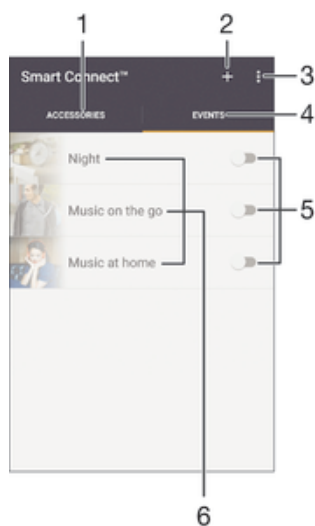 1
2
Smart Connect™
3
ACCESSORIES
EVENTS
4
Night
Music on the go
5
Music at home
6